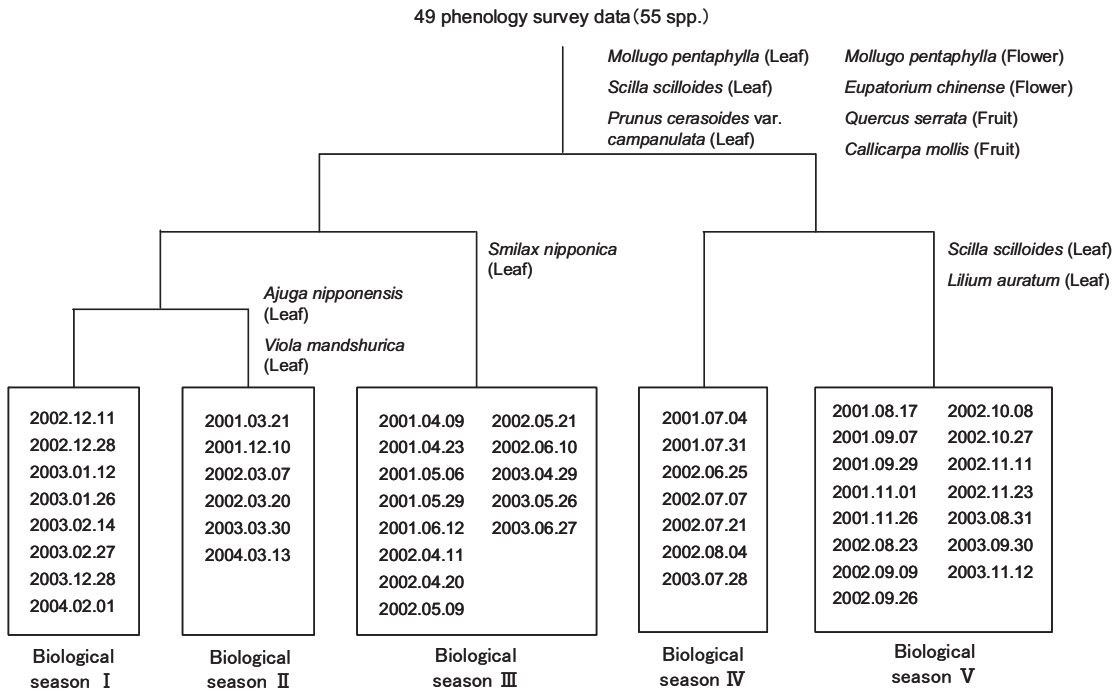 49 phenology survey data(55 spp.)
Mollugo pentaphylla (Leaf)
Scilla scilloides (Leaf)
Prunus cerasoides var.
campanulata (Leaf)
Mollugo pentaphylla (Flower)
Eupatorium chinense (Flower)
Quercus serrata (Fruit)
Callicarpa mollis (Fruit)
Smilax nipponica
(Leaf)
Scilla scilloides (Leaf)
Lilium auratum (Leaf)
Ajuga nipponensis
(Leaf)
Viola mandshurica
(Leaf)
2002.12.11
2002.12.28
2003.01.12
2003.01.26
2003.02.14
2003.02.27
2003.12.28
2004.02.01
Biological
season Ⅰ
2001.03.21
2001.12.10
2002.03.07
2002.03.20
2003.03.30
2004.03.13
Biological
season Ⅱ
2001.04.09 2002.05.21
2001.04.23 2002.06.10
2001.05.06 2003.04.29
2001.05.29 2003.05.26
2001.06.12 2003.06.27
2002.04.11
2002.04.20
2002.05.09
Biological
season Ⅲ
2001.07.04
2001.07.31
2002.06.25
2002.07.07
2002.07.21
2002.08.04
2003.07.28
Biological
season Ⅳ
2001.08.17 2002.10.08
2001.09.07 2002.10.27
2001.09.29 2002.11.11
2001.11.01 2002.11.23
2001.11.26 2003.08.31
2002.08.23 2003.09.30
2002.09.09 2003.11.12
2002.09.26
Biological
season Ⅴ